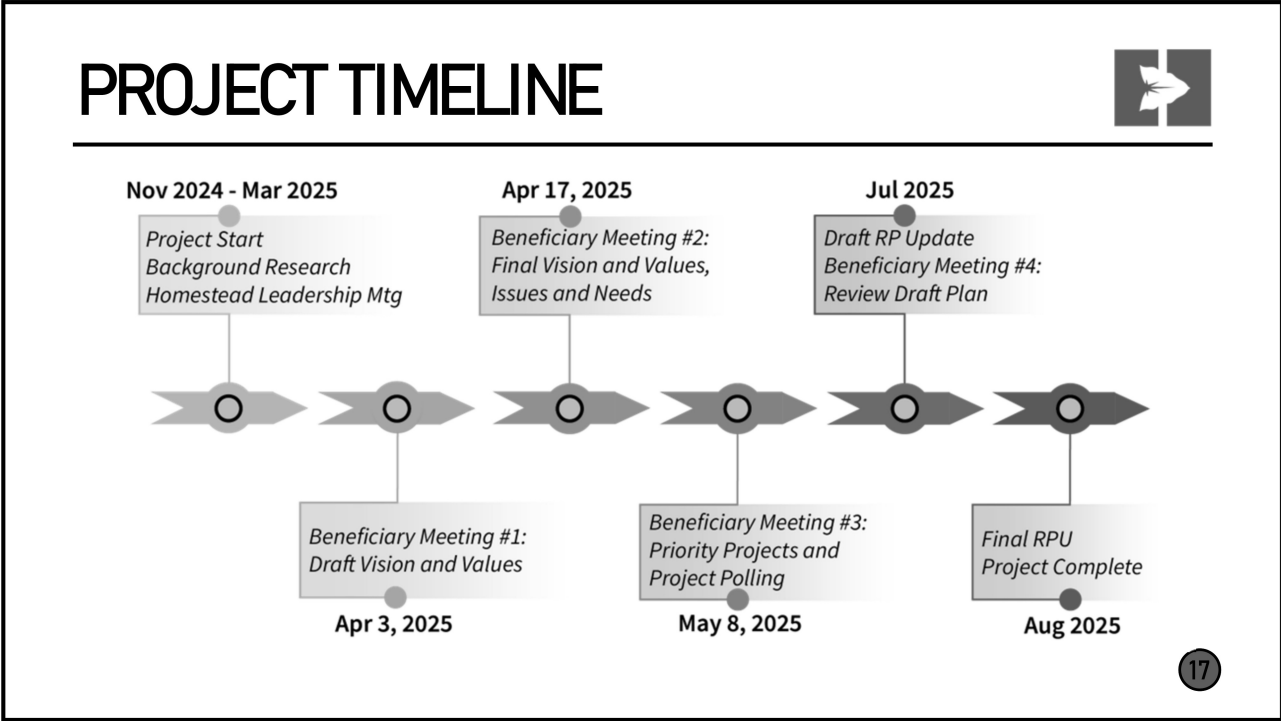 PROJECT TIMELINE
Nov 2024 - Mar 2025
Project Start
Background Research
Homestead Leadership Mtg
Beneficiary Meeting #1:
Draft Vision and Values
Apr 3, 2025
Apr 17, 2025
Beneficiary Meeting #2:
Final Vision and Values,
Issues and Needs
Beneficiary Meeting #3:
Priority Projects and
Project Polling
May 8, 2025
Jul 2025
Draft RP Update
Beneficiary Meeting #4:
Review Draft Plan
Final RPU
Project Complete
Aug 2025
17